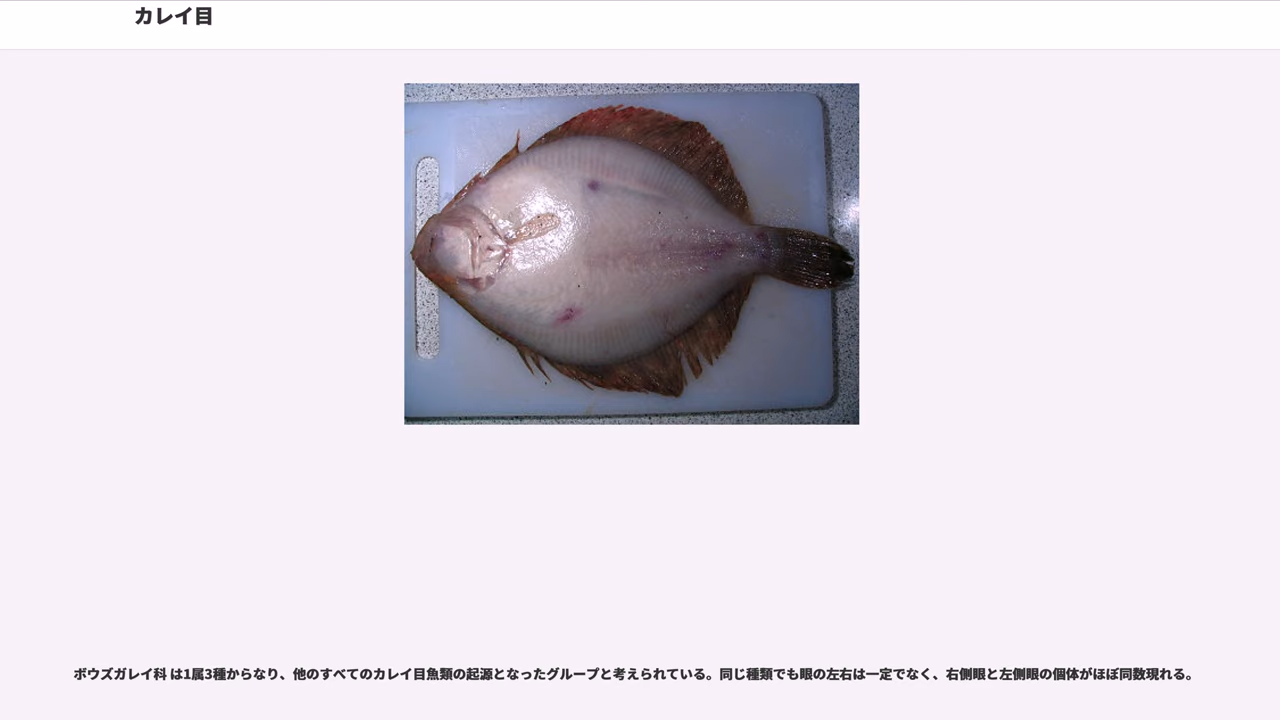 カレイ目
ボウズガレイ科 は1属3種からなり、他のすべてのカレイ目魚類の起源となったグループと考えられている。同じ種類でも眼の左右は一定でなく、右側眼と左側眼の個体がほぼ同数現れる。